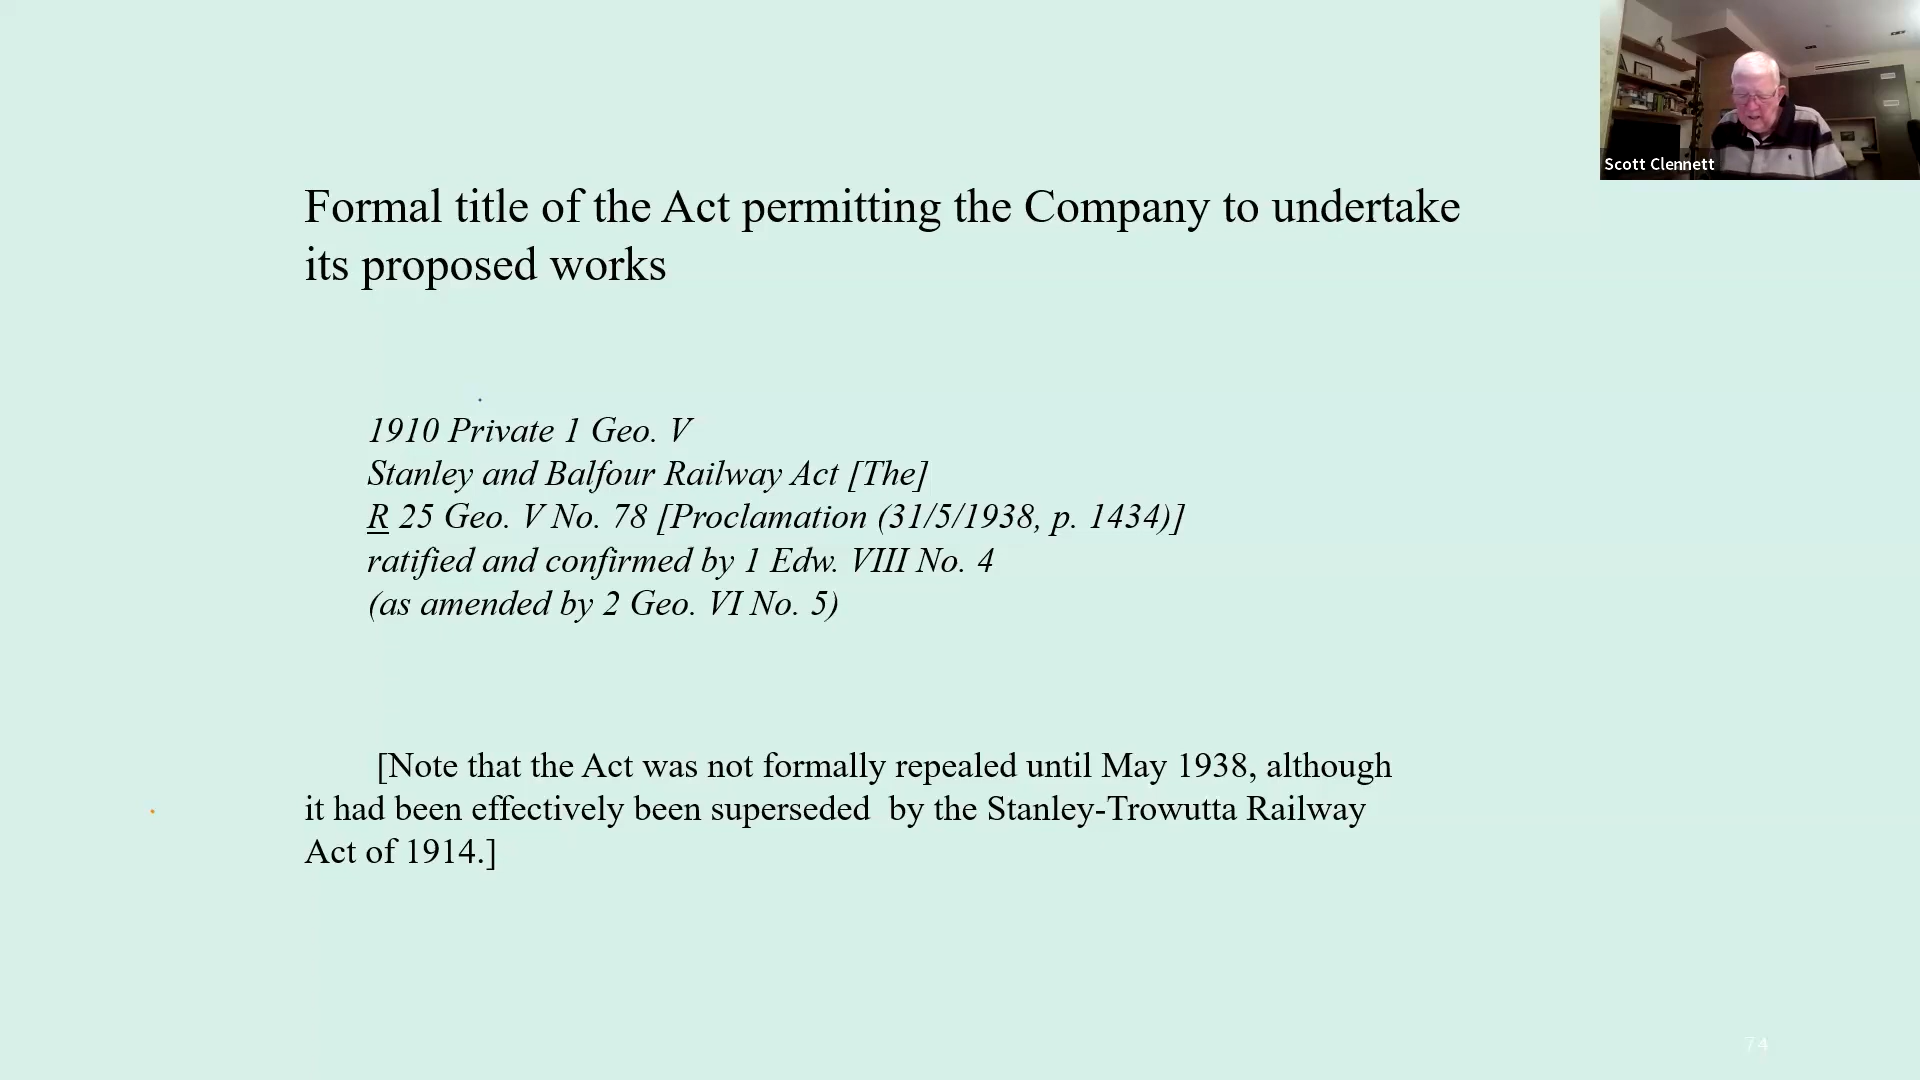 Formal title of the Act permitting the Company to undertake
its proposed works
1910 Private 1 Geo. V
Stanley and Balfour Railway Act [The]
R 25 Geo. V No. 78 [Proclamation (31/5/1938, p. 1434)]
ratified and confirmed by 1 Edw. VIII No. 4
(as amended by 2 Geo. VI No. 5)
[Note that the Act was not formally repealed until May 1938, although
it had been effectively been superseded  by the Stanley-Trowutta Railway
Act of 1914.]
Scott Clennett
74